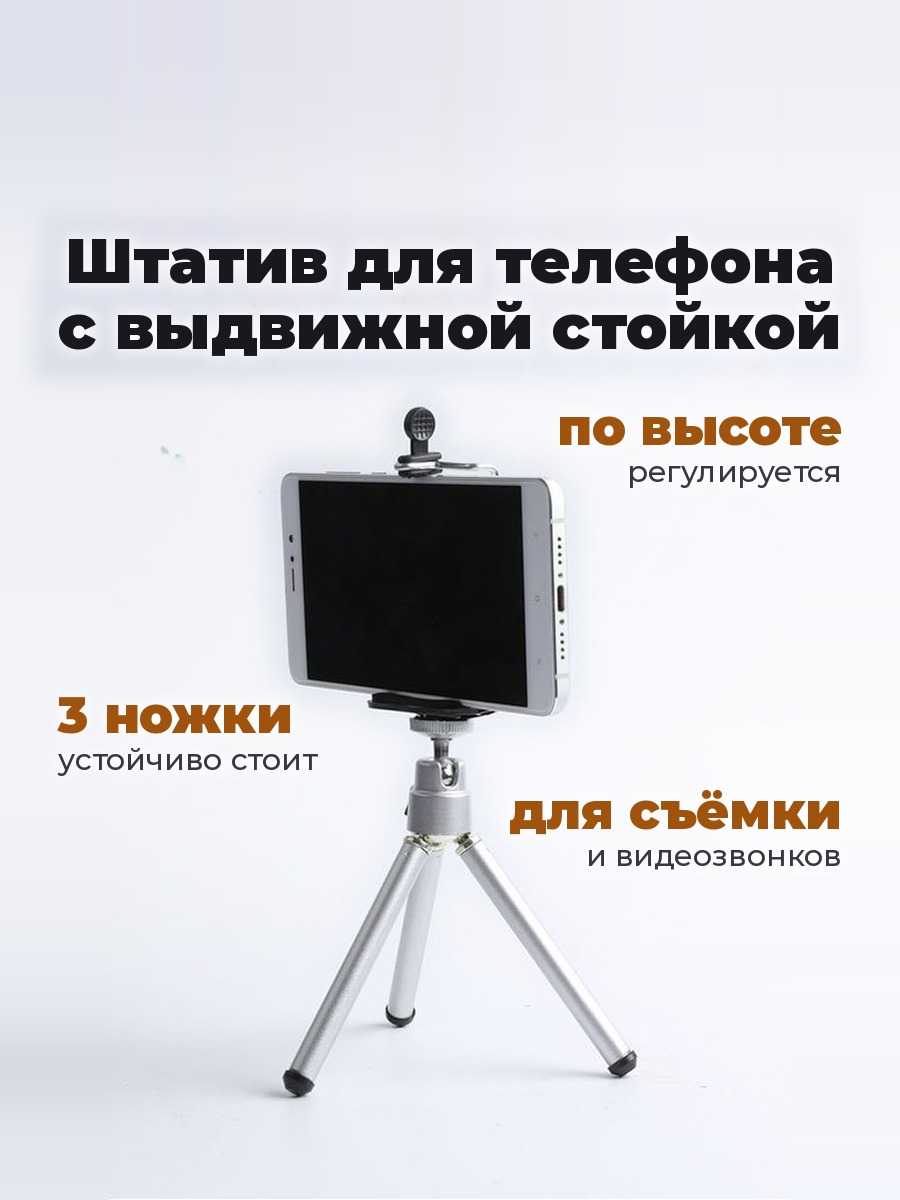 Штатив для телефона
с выдвижной стойкой
по высоте
регулируется
3 ножки
устойчиво стоит
для съёмки
и видеозвонков